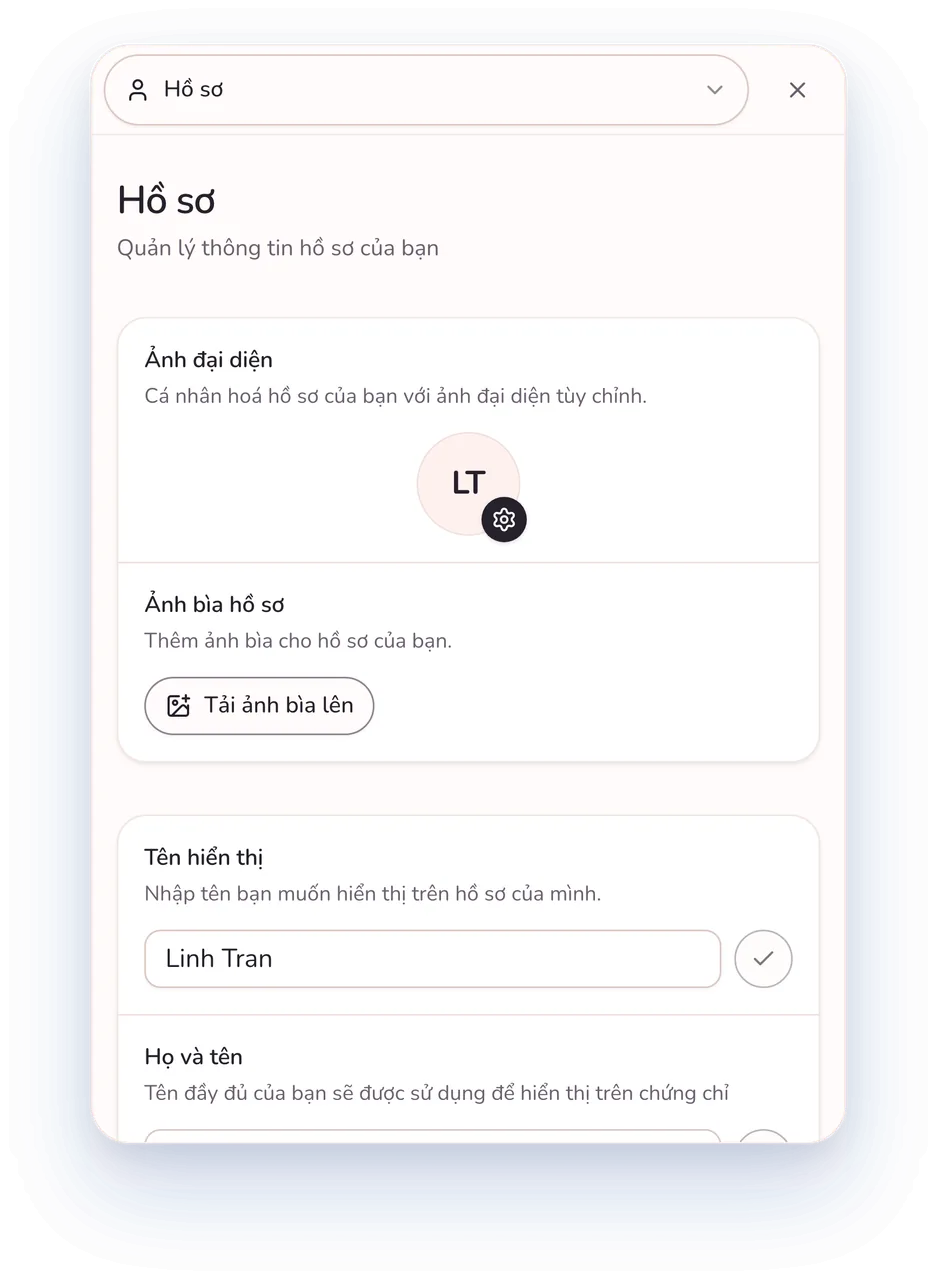 Hồ sơ
Hồ sơ
Quản lý thông tin hồ sơ của bạn
Ảnh đại diện
Cá nhân hoá hồ sơ của bạn với ảnh đại diện tùy chỉnh.
LT
Ảnh bìa hồ sơ
Thêm ảnh bìa cho hồ sơ của bạn.
Tải ảnh bìa lên
Tên hiển thị
Nhập tên bạn muốn hiển thị trên hồ sơ của mình.
Linh Tran
Họ và tên
Tên đầy đủ của bạn sẽ được sử dụng để hiển thị trên chứng chỉ